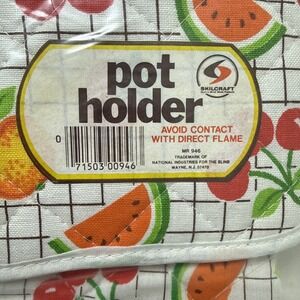 pot
holder
SKILCRAFT
AVOID CONTACT
WITH DIRECT FLAME
0
71503 00946
MR 946
TRADEMARK OF
NATIONAL INDUSTRIES FOR THE BLIND
WAYNE, N.J. 07470